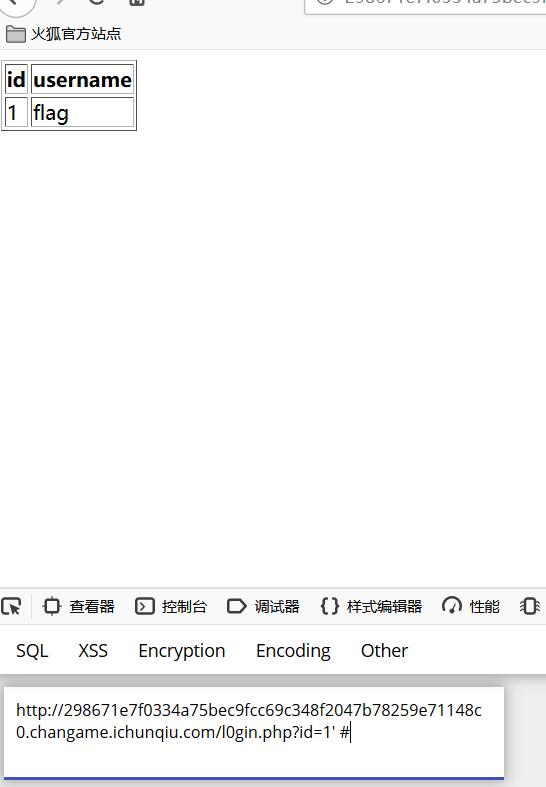 火狐官方站点
id username
1 flag
查看器 控制台 调试器 样式编辑器 性能
SQL XSS Encryption Encoding Other
http://298671e7f0334a75bec9fcc69c348f2047b78259e71148c
0.changame.ichunqiu.com/l0gin.php?id=1' #